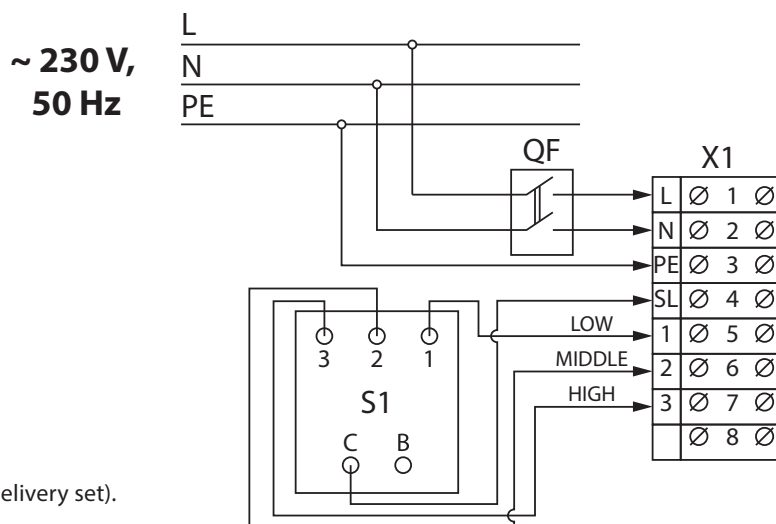 L
~ 230 V,
N
50 Hz
PE
QF
X1
L 1
N 2
PE 3
SL 4
LOW
1 5
MIDDLE
2 6
HIGH
3 7
8
3 2 1
S1
C B
elivery set).